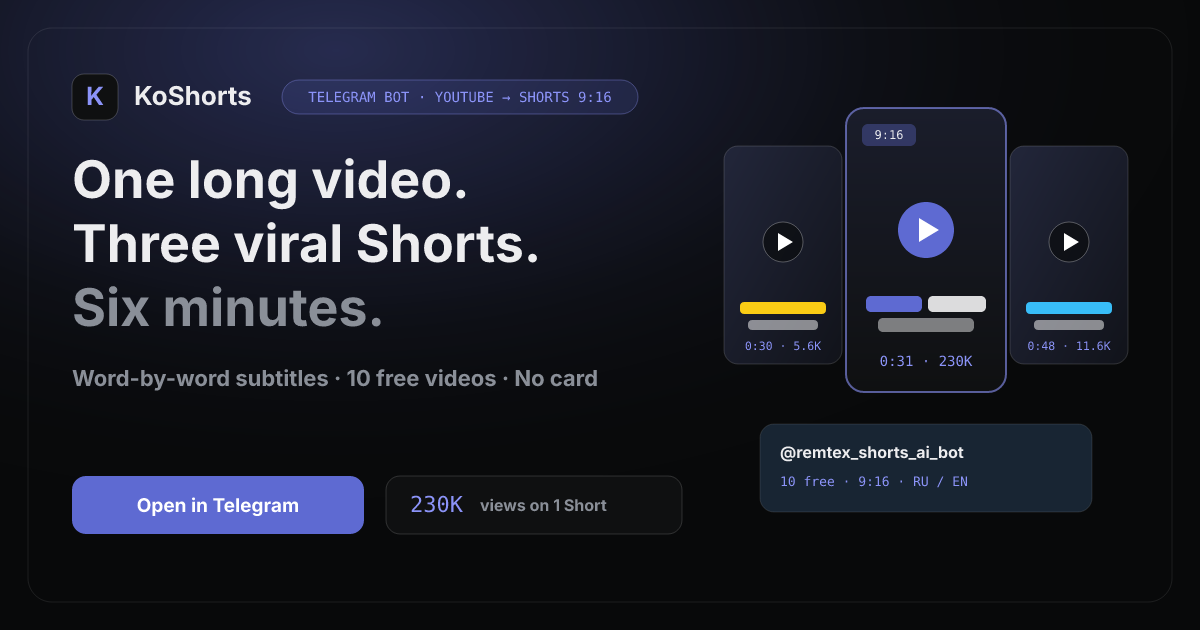 K
KoShorts
TELEGRAM BOT · YOUTUBE → SHORTS 9:16
One long video.
Three viral Shorts.
Six minutes.
Word-by-word subtitles · 10 free videos · No card
Open in Telegram
230K views on 1 Short
9:16
0:30 · 5.6K
0:31 · 230K
0:48 · 11.6K
@remtex_shorts_ai_bot
10 free · 9:16 · RU / EN